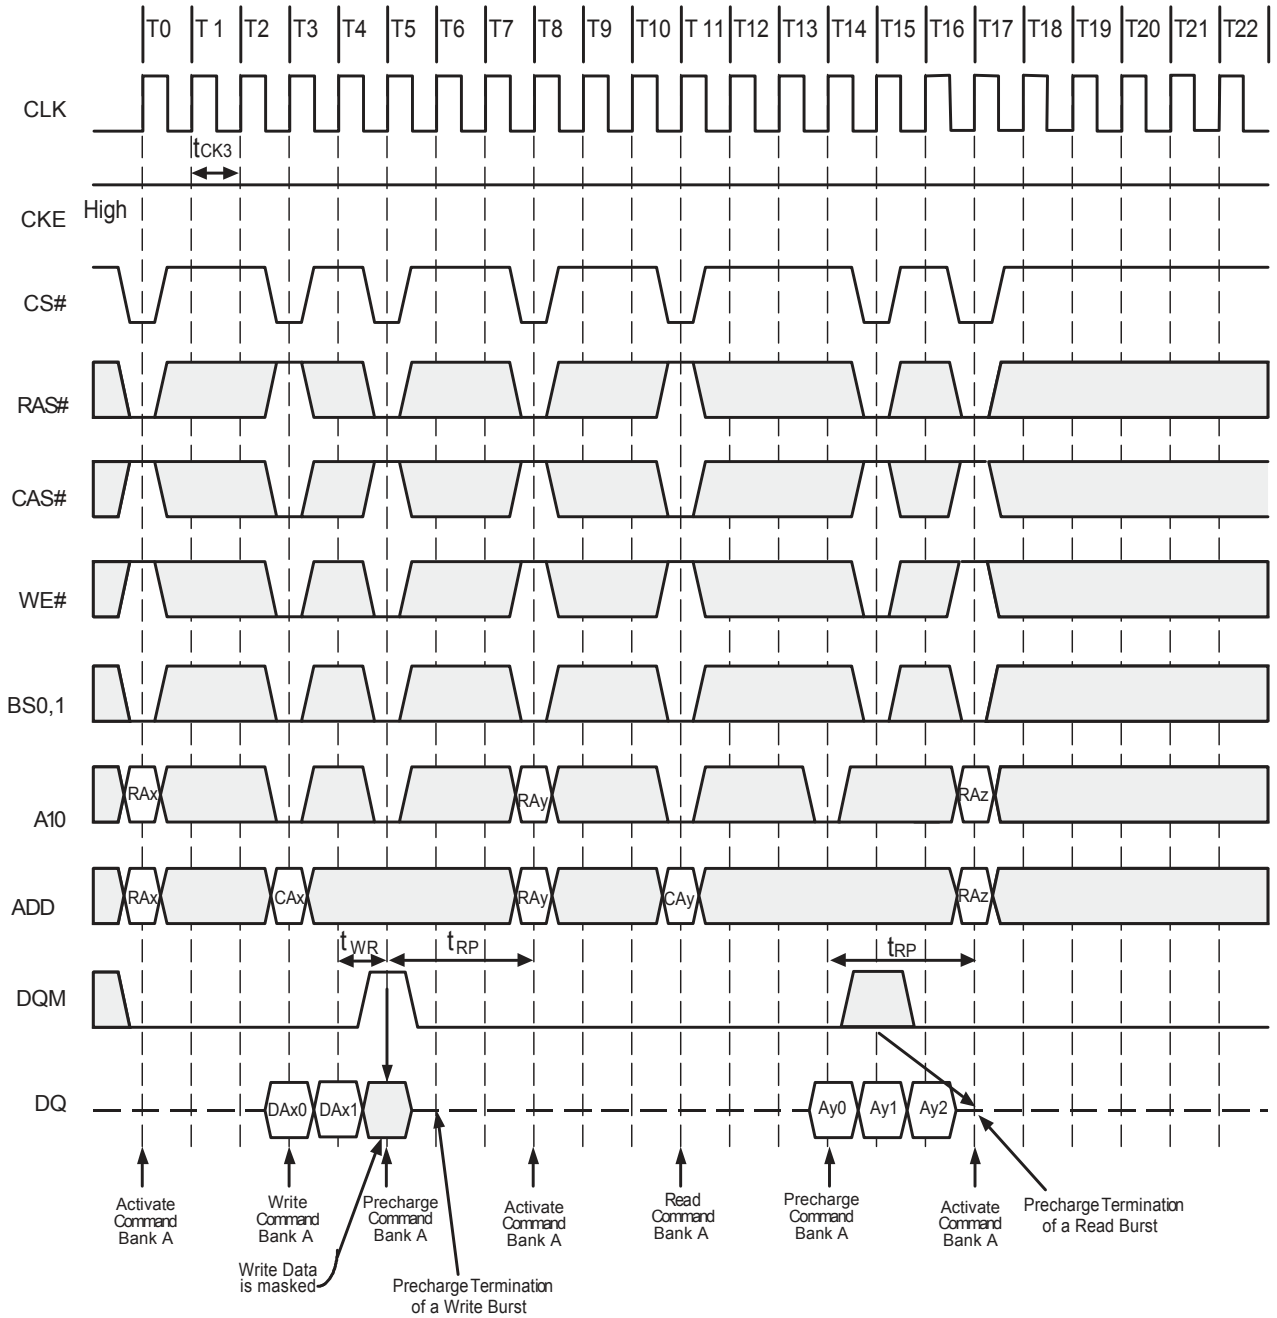 T0 T 1 T2 T3 T4 T5 T6 T7 T8 T9 T10 T 11 T12 T13 T14 T15 T16 T17 T18 T19 T20 T21 T22
CLK
tCK3
CKE High
CS#
RAS#
CAS#
WE#
BS0,1
A10 RAx RAy RAz
ADD RAx CAx RAy CAy RAz
tWR tRP tRP
DQM
DQ DAx0 DAx1 Ay0 Ay1 Ay2
Activate
Command
Bank A
Write
Command
Bank A
Precharge
Command
Bank A
Activate
Command
Bank A
Read
Command
Bank A
Precharge
Command
Bank A
Activate
Command
Bank A
Precharge Termination
of a Read Burst
Write Data
is masked
Precharge Termination
of a Write Burst